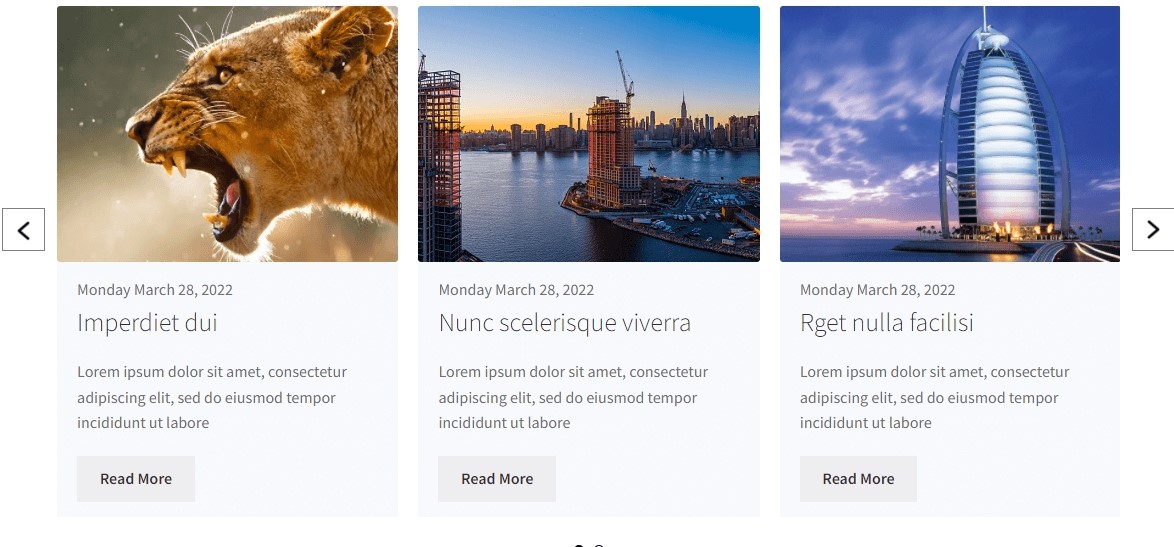 Monday March 28, 2022
Imperdiet dui
Lorem ipsum dolor sit amet, consectetur
adipiscing elit, sed do eiusmod tempor
incididunt ut labore
Read More
Monday March 28, 2022
Nunc scelerisque viverra
Lorem ipsum dolor sit amet, consectetur
adipiscing elit, sed do eiusmod tempor
incididunt ut labore
Read More
Monday March 28, 2022
Rget nulla facilisi
Lorem ipsum dolor sit amet, consectetur
adipiscing elit, sed do eiusmod tempor
incididunt ut labore
Read More